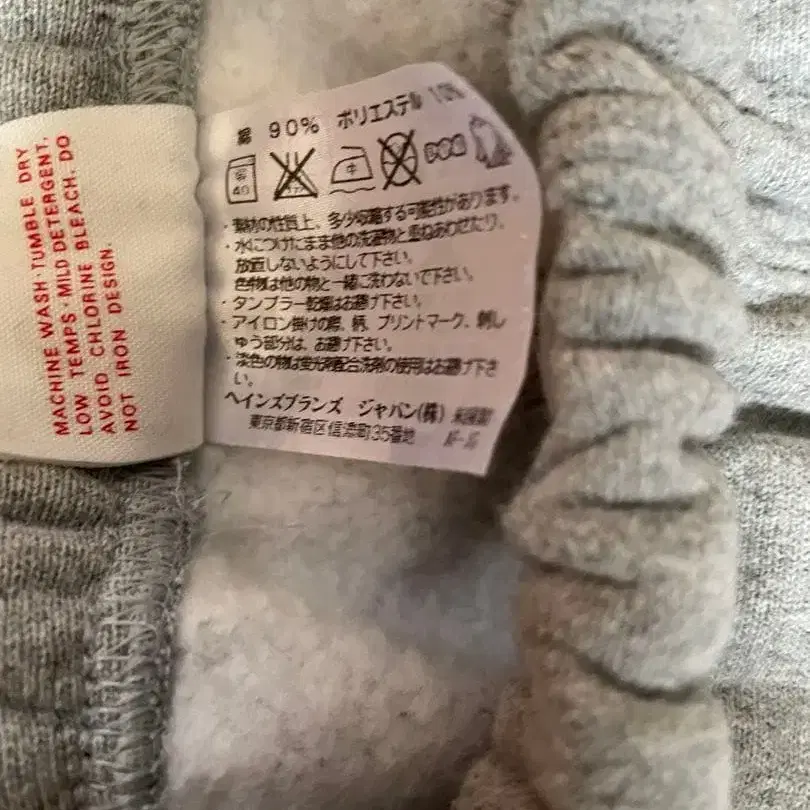 MACHINE WASH·TUMBLE DRY
LOW TEMPS·MILD DETERGENT.
AVOID CHLORINE BLEACH. DO
NOT IRON DESIGN.
綿 90% ポリエステル 10%
40 中
・素材の性質上、多少収縮する可能性があります。
・水につけたまま他の洗濯物と重ねあわせたり、
放置しないようにして下さい。
色物は他の物と一緒に洗わないで下さい。
・タンブラー乾燥はお避け下さい。
・アイロン掛けの際、柄、プリントマーク、刺し
ゅう部分は、お避け下さい。
・淡色の物は蛍光剤配合洗剤の使用はお避け下さ
い。
ヘインズブランズ ジャパン(株) 米国製
東京都新宿区信濃町35番地